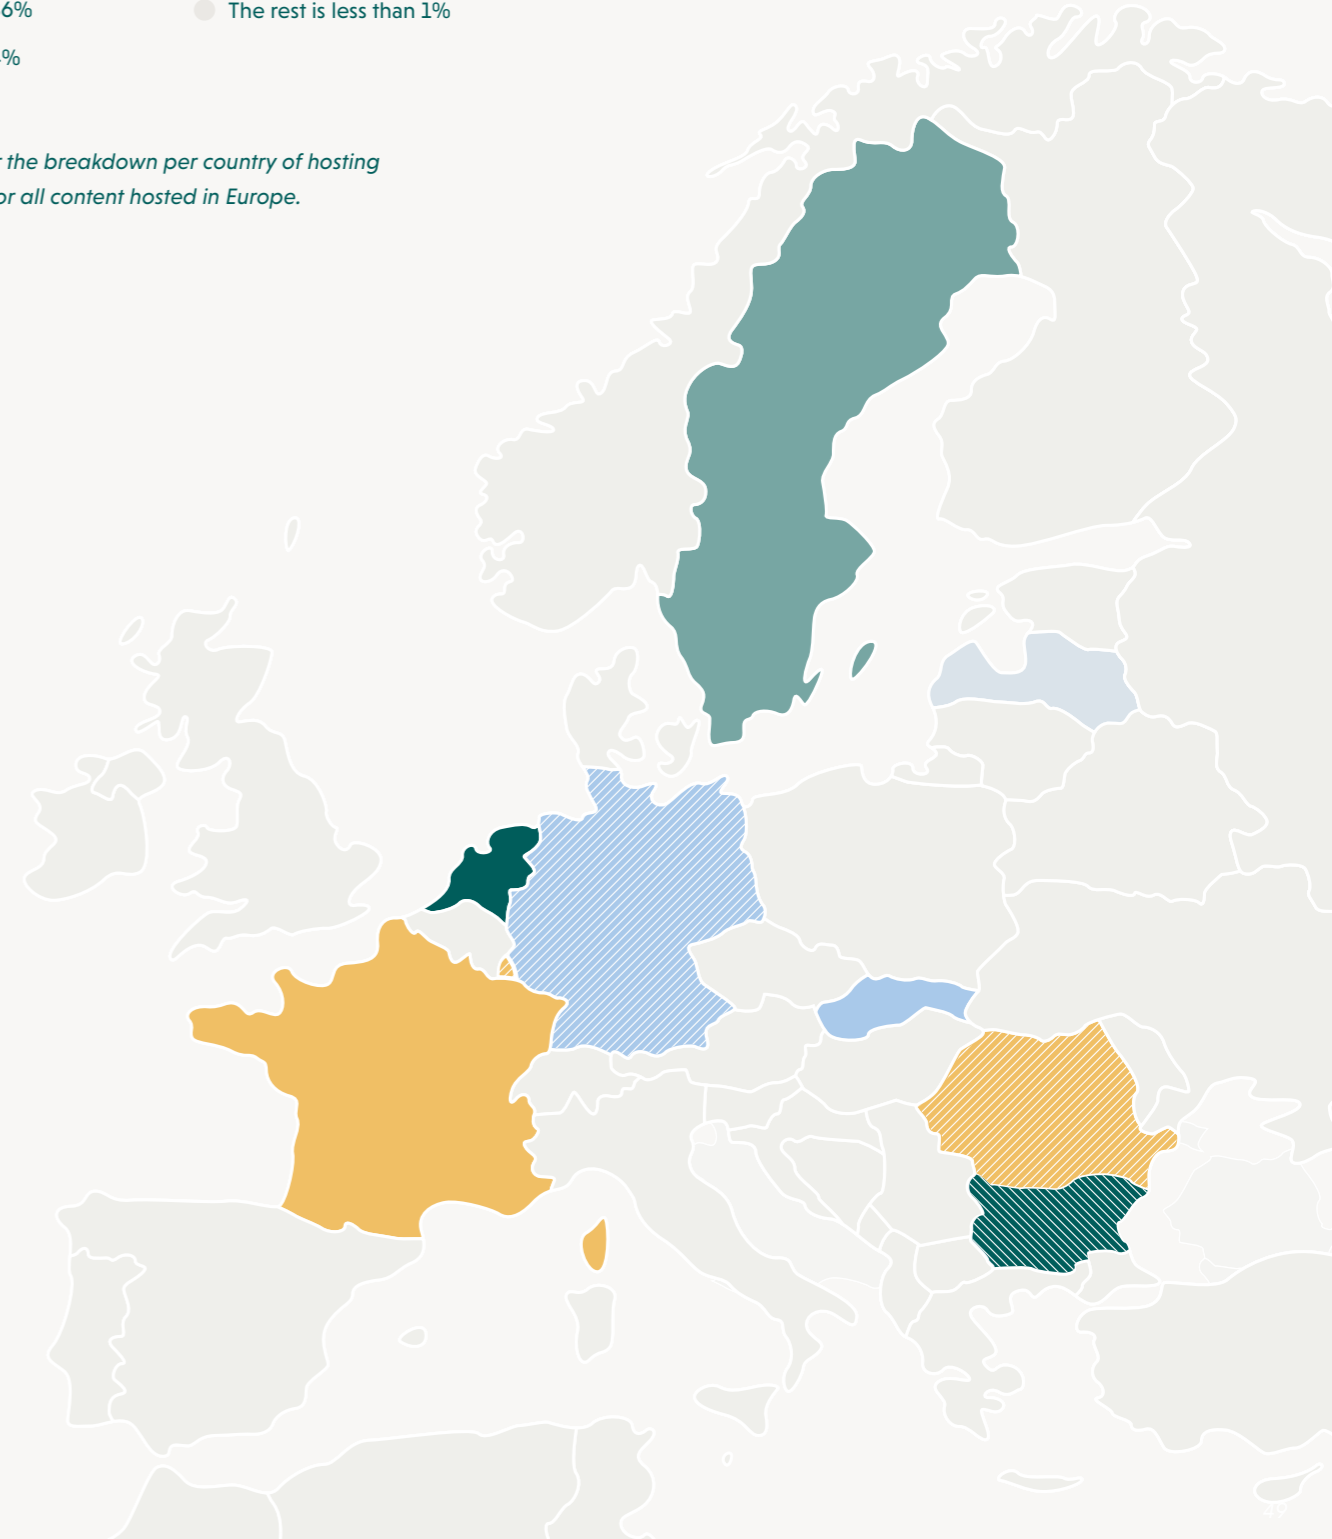 6%
The rest is less than 1%
%
the breakdown per country of hosting
or all content hosted in Europe.
49